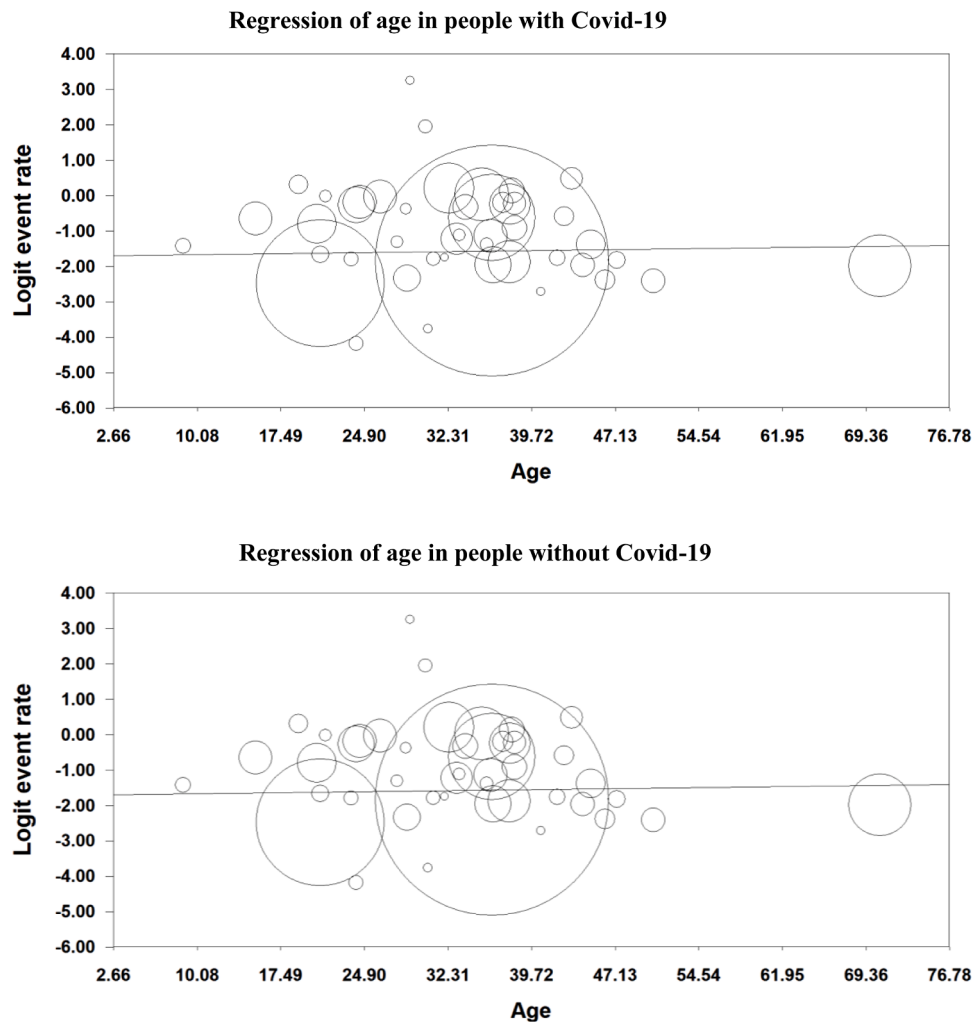 Regression of age in people with Covid-19
4.00
3.00
2.00
1.00
0.00
-1.00
-2.00
-3.00
-4.00
-5.00
-6.00
Logit event rate
2.66 10.08 17.49 24.90 32.31 39.72 47.13 54.54 61.95 69.36 76.78
Age
Regression of age in people without Covid-19
4.00
3.00
2.00
1.00
0.00
-1.00
-2.00
-3.00
-4.00
-5.00
-6.00
Logit event rate
2.66 10.08 17.49 24.90 32.31 39.72 47.13 54.54 61.95 69.36 76.78
Age